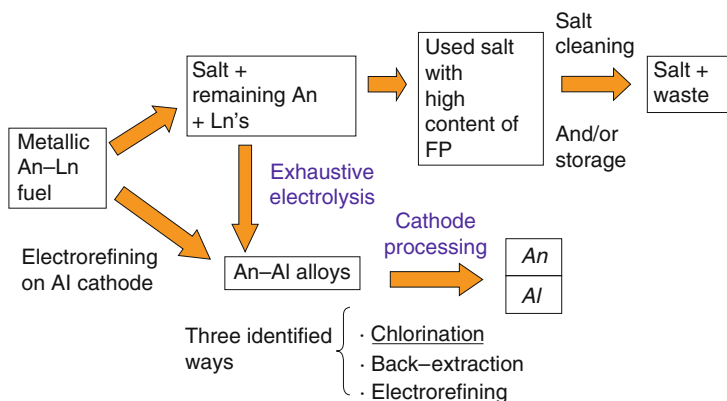 Metallic
An–Ln
fuel
Salt +
remaining An
+ Ln's
Used salt
with
high
content of
FP
Salt
cleaning
And/or
storage
Salt +
waste
Exhaustive
electrolysis
Electrorefining
on Al cathode
An–Al alloys
Cathode
processing
An
Al
Three identified
ways
· Chlorination
· Back–extraction
· Electrorefining